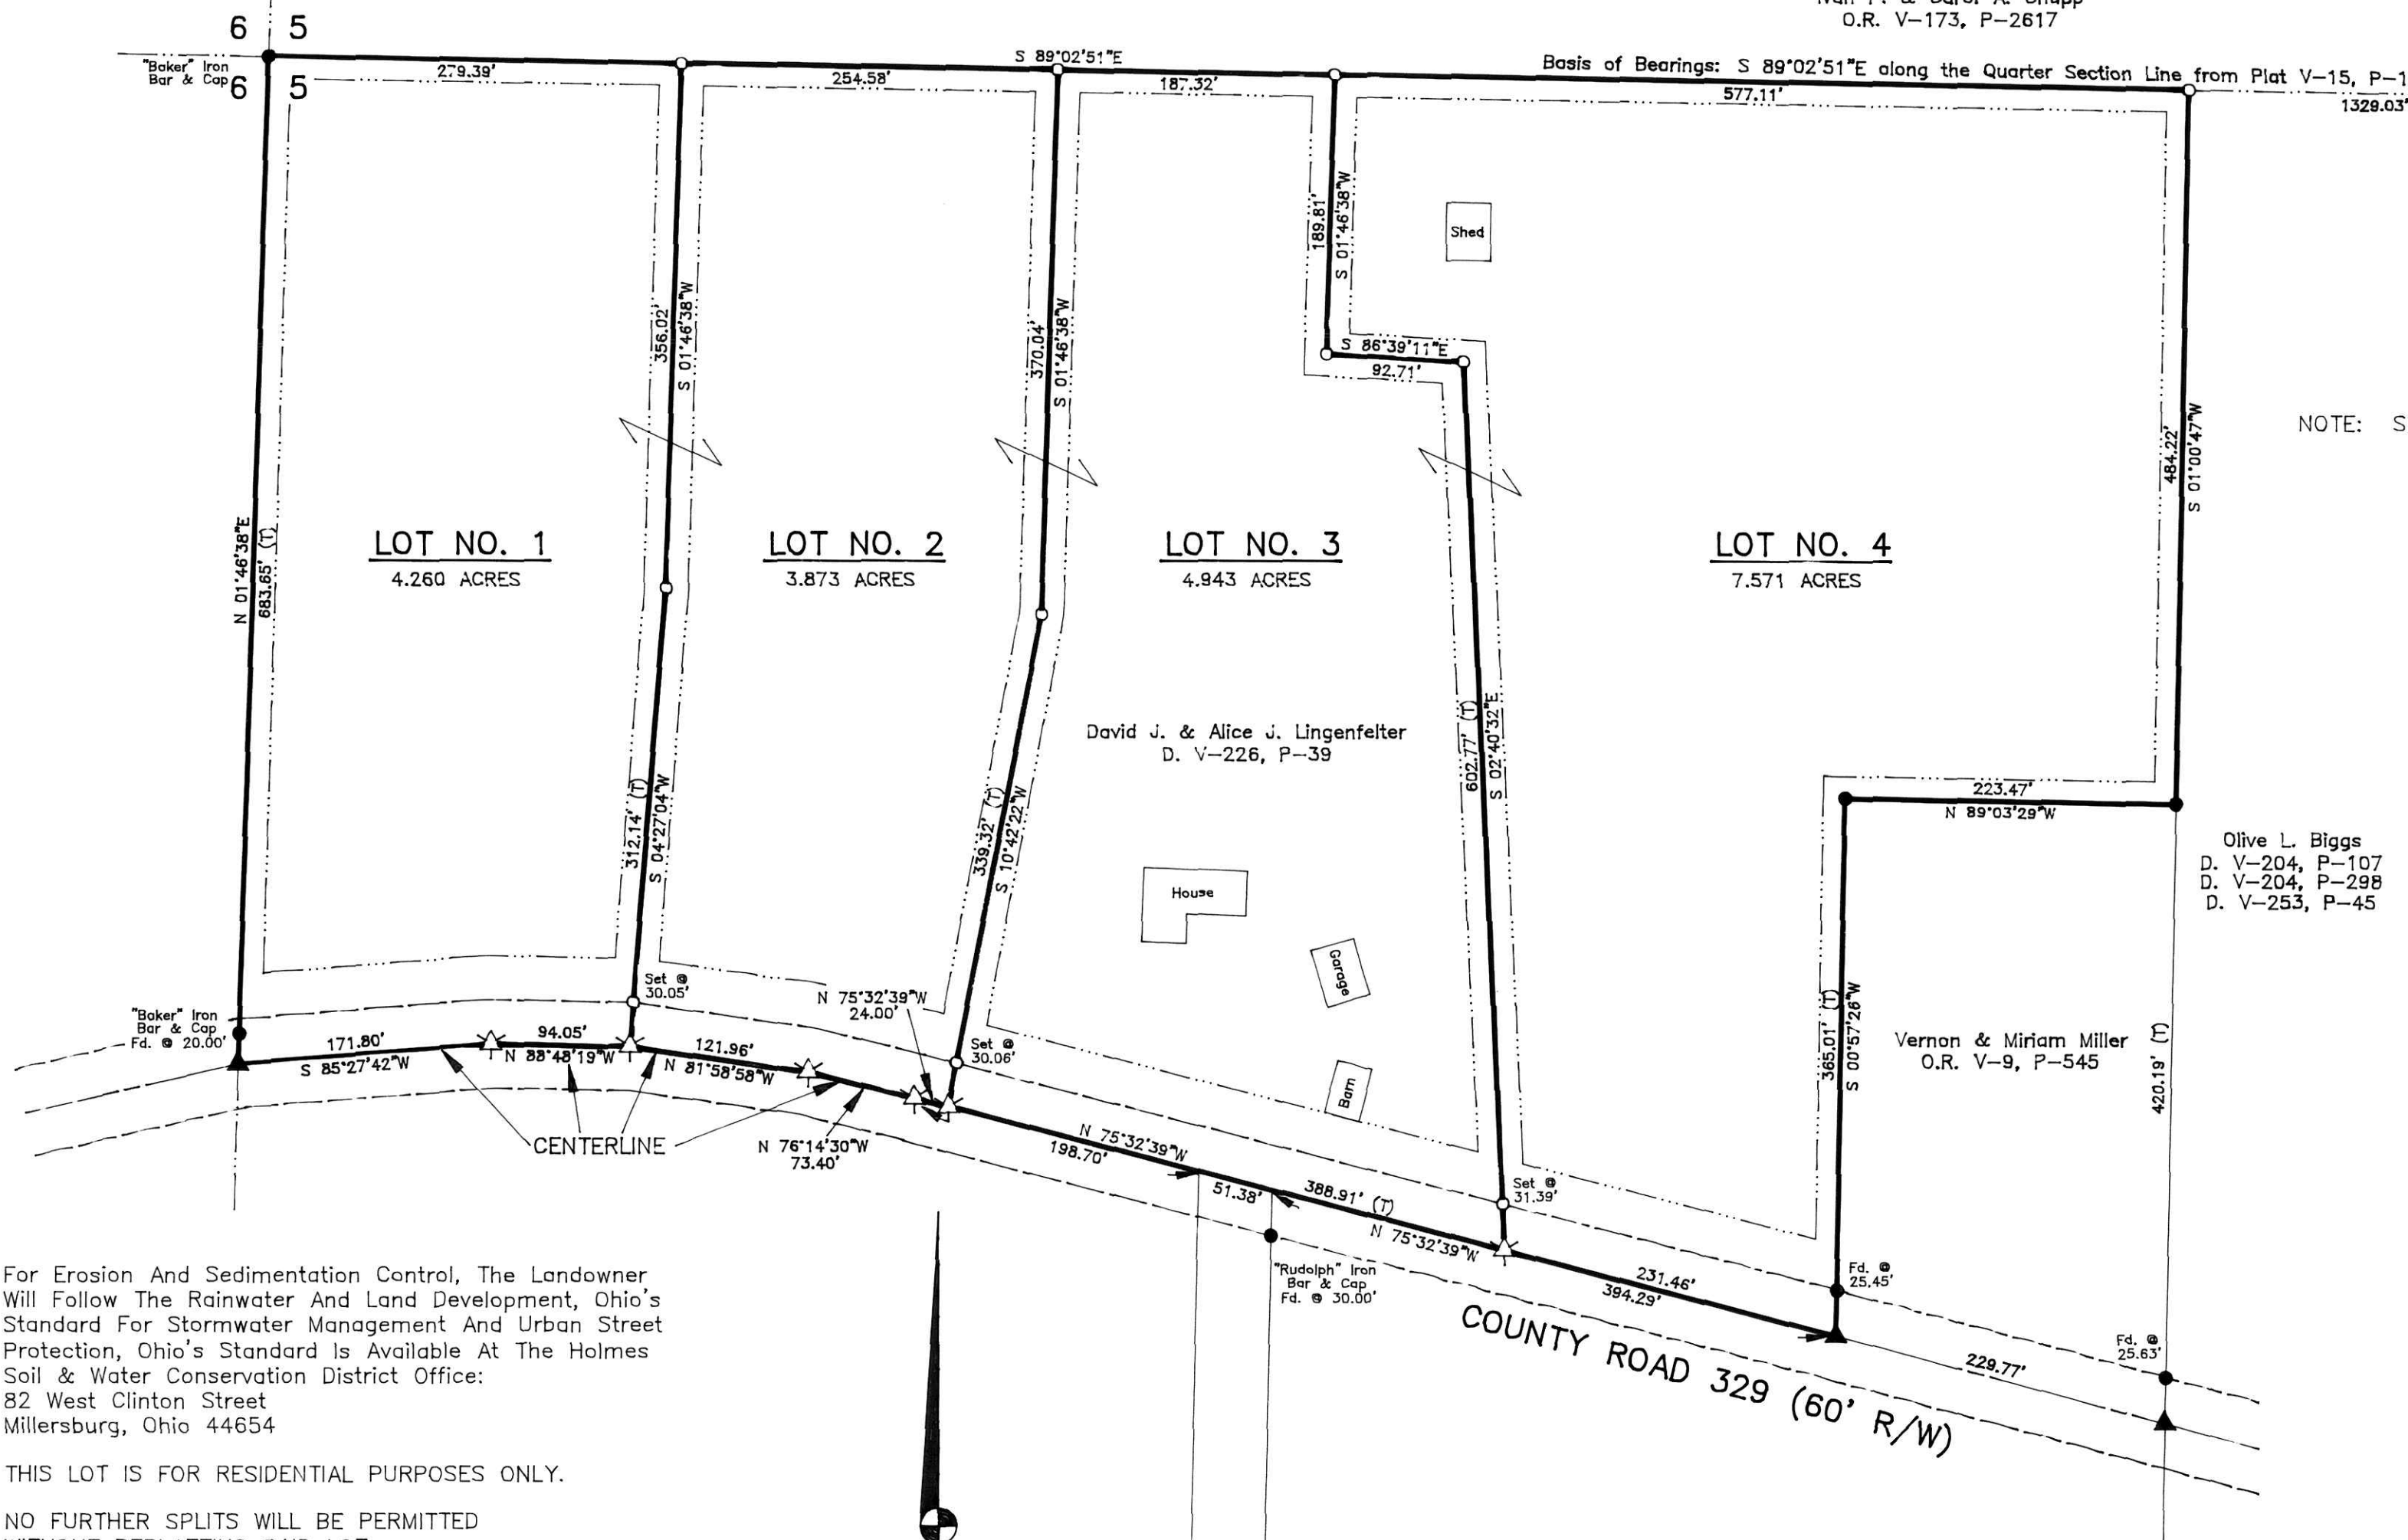 O.R. V-173, P-2617
6 5
"Baker" Iron
Bar & Cap
6 5
S 89°02'51"E
Basis of Bearings: S 89°02'51"E along the Quarter Section Line from Plat V-15, P-1
279.39'
254.58'
187.32'
577.11'
1329.03'
189.81'
S 01°46'38"W
Shed
356.02'
S 01°46'38"W
370.04'
S 01°46'38"W
S 86°39'11"E
92.71'
484.22'
S 01°00'47"W
NOTE: S
N 01°46'38"E
683.65' (T)
LOT NO. 1
4.260 ACRES
LOT NO. 2
3.873 ACRES
LOT NO. 3
4.943 ACRES
LOT NO. 4
7.571 ACRES
David J. & Alice J. Lingenfelter
D. V-226, P-39
602.77' (T)
S 02°40'32"E
312.14' (T)
S 04°27'04"W
339.32' (T)
S 10°42'22"W
223.47'
N 89°03'29"W
Olive L. Biggs
D. V-204, P-107
D. V-204, P-298
D. V-253, P-45
House
Garage
Barn
Set @
30.05'
N 75°32'39"W
24.00'
Set @
30.06'
"Baker" Iron
Bar & Cap
Fd. @ 20.00'
171.80'
S 85°27'42"W
94.05'
N 88°48'19"W
121.96'
N 81°58'58"W
CENTERLINE
N 76°14'30"W
73.40'
365.01' (T)
S 00°57'26"W
Vernon & Miriam Miller
O.R. V-9, P-545
420.19' (T)
N 75°32'39"W
198.70'
51.38'
388.91' (T)
N 75°32'39"W
Set @
31.39'
"Rudolph" Iron
Bar & Cap
Fd. @ 30.00'
231.46'
394.29'
Fd. @
25.45'
Fd. @
25.63'
229.77'
COUNTY ROAD 329 (60' R/W)
For Erosion And Sedimentation Control, The Landowner
Will Follow The Rainwater And Land Development, Ohio's
Standard For Stormwater Management And Urban Street
Protection, Ohio's Standard Is Available At The Holmes
Soil & Water Conservation District Office:
82 West Clinton Street
Millersburg, Ohio 44654
THIS LOT IS FOR RESIDENTIAL PURPOSES ONLY.
NO FURTHER SPLITS WILL BE PERMITTED